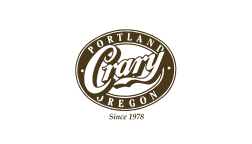 PORTLAND
Crary
OREGON
Since 1978